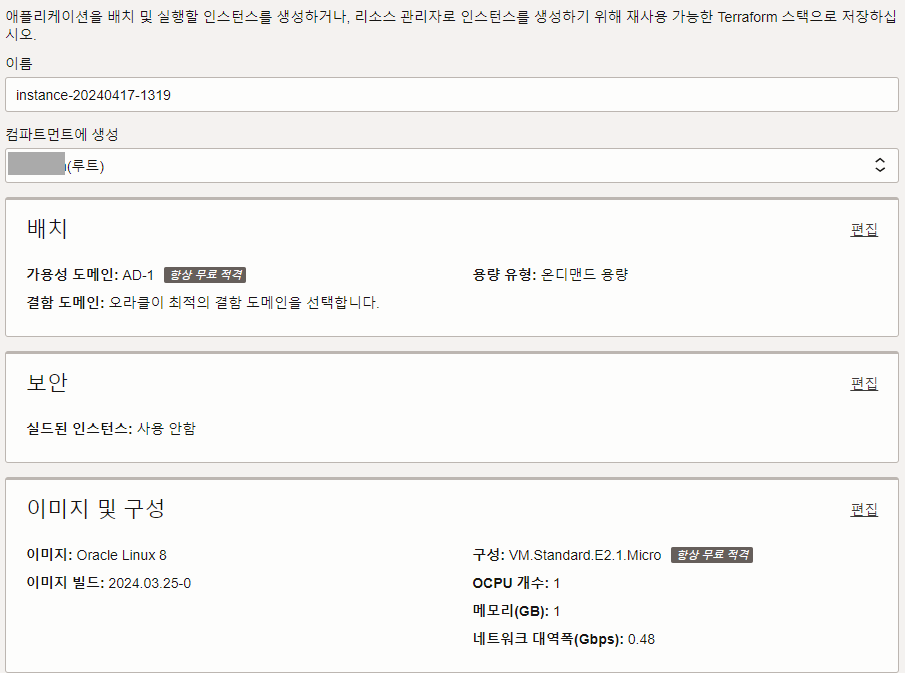 애플리케이션을 배치 및 실행할 인스턴스를 생성하거나, 리소스 관리자로 인스턴스를 생성하기 위해 재사용 가능한 Terraform 스택으로 저장하십
시오.
이름
instance-20240417-1319
컴파트먼트에 생성
(루트)
배치
편집
가용성 도메인: AD-1 항상 무료 적격
용량 유형: 온디맨드 용량
결함 도메인: 오라클이 최적의 결함 도메인을 선택합니다.
보안
편집
실드된 인스턴스: 사용 안함
이미지 및 구성
편집
이미지: Oracle Linux 8
구성: VM.Standard.E2.1.Micro 항상 무료 적격
이미지 빌드: 2024.03.25-0
OCPU 개수: 1
메모리(GB): 1
네트워크 대역폭(Gbps): 0.48